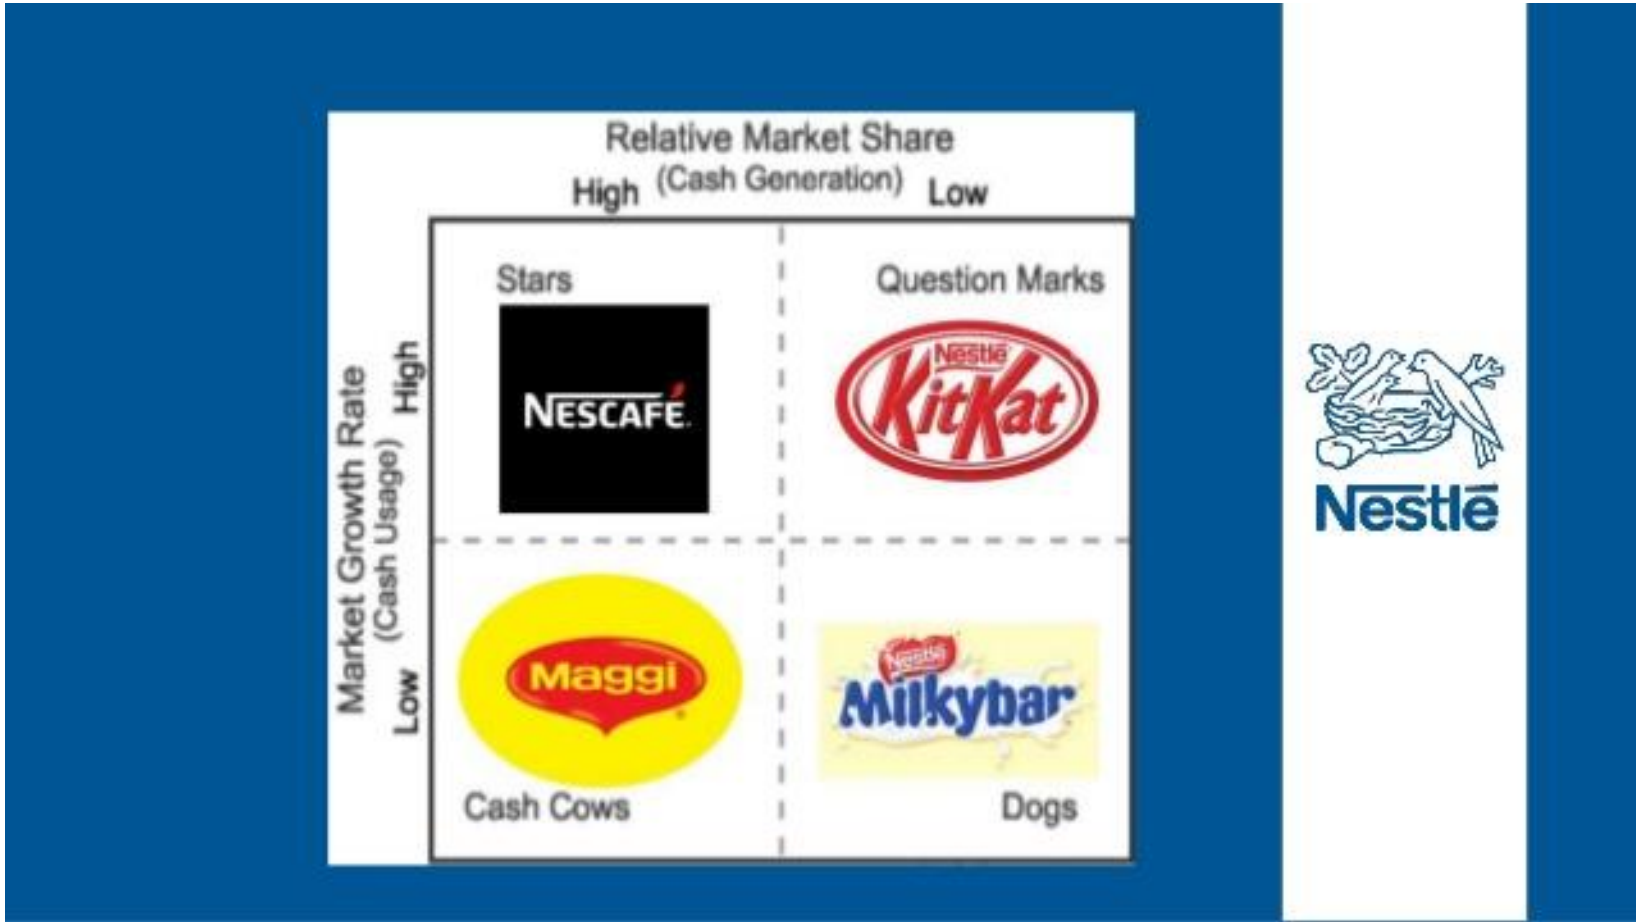 Relative Market Share
(Cash Generation)
High
Low
Stars
Question Marks
NESCAFÉ.
Nestlé
KitKat
Market Growth Rate
(Cash Usage)
High
Low
Maggi
Nestlé
Milkybar
Cash Cows
Dogs
Nestlé